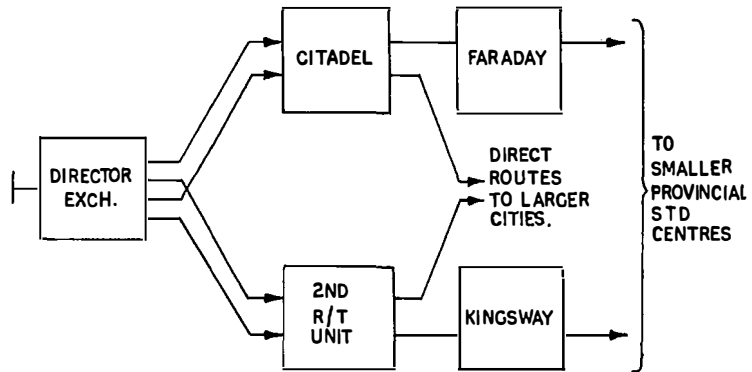 CITADEL
FARADAY
DIRECTOR
EXCH.
DIRECT
ROUTES
TO LARGER
CITIES.
TO
SMALLER
PROVINCIAL
STD
CENTRES
2ND
R/T
UNIT
KINGSWAY